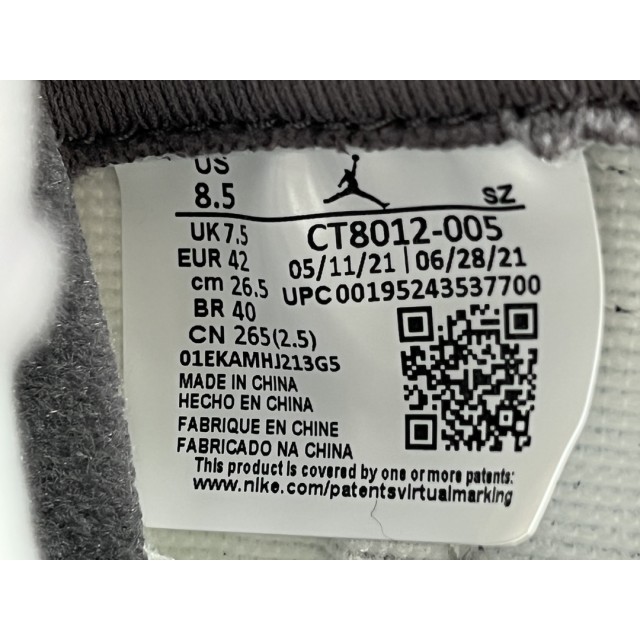 US
8.5
SZ
UK 7.5
CT8012-005
EUR 42
05/11/21 | 06/28/21
cm 26.5
UPC00195243537700
BR 40
CN 265(2.5)
01EKAMHJ213G5
MADE IN CHINA
HECHO EN CHINA
FABRIQUE EN CHINE
FABRICADO NA CHINA
This product is covered by one or more patents:
www.nike.com/patentsvirtualmarking